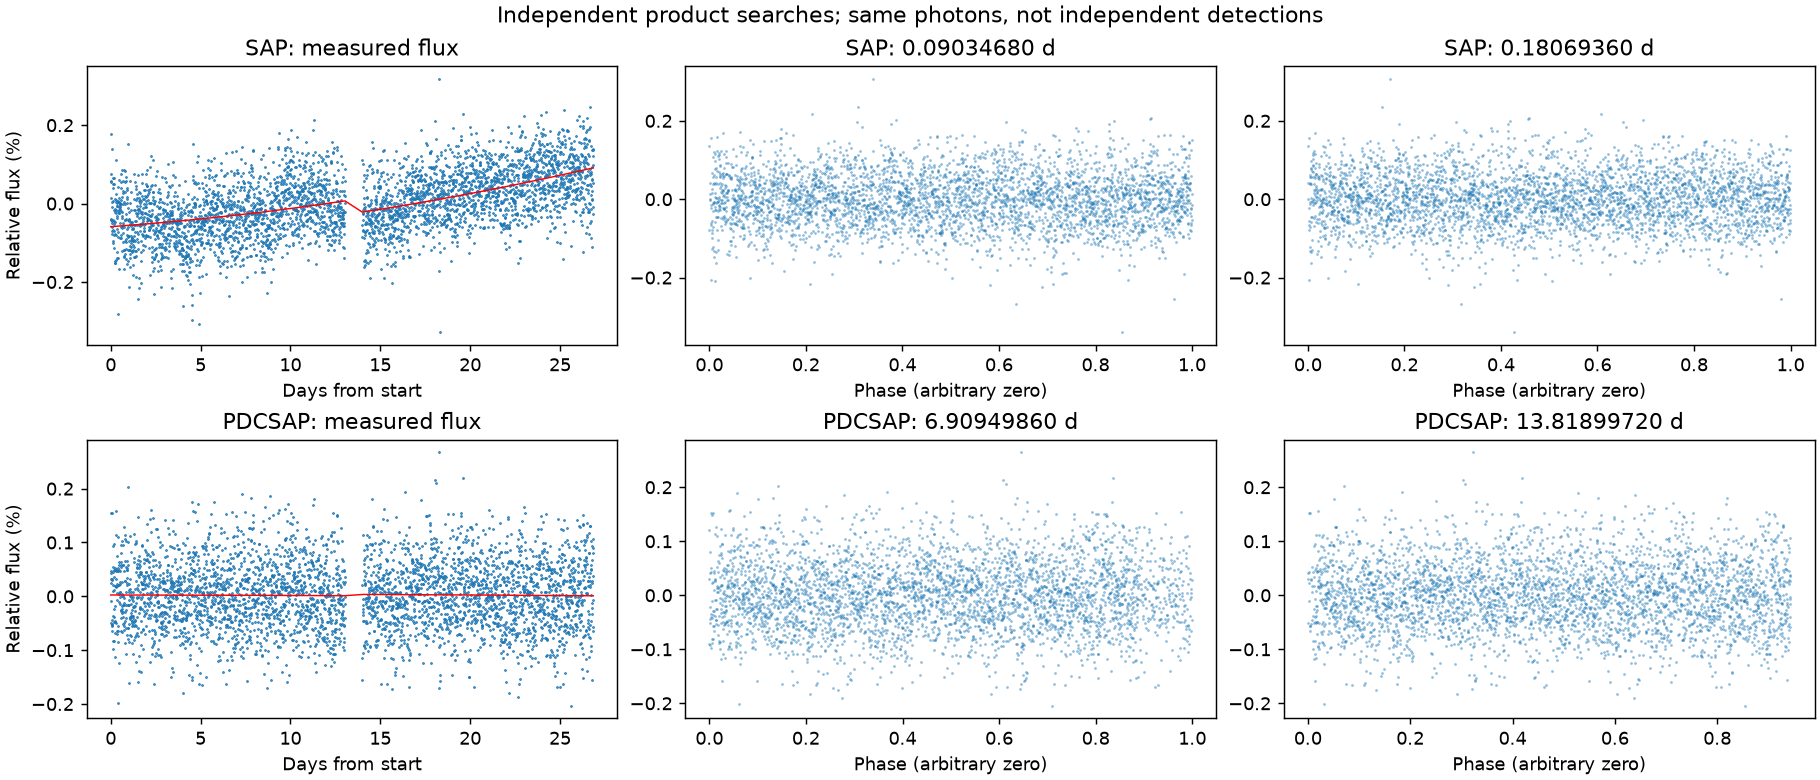 Independent product searches; same photons, not independent detections
SAP: measured flux
SAP: 0.09034680 d
SAP: 0.18069360 d
Relative flux (%)
0.2
0.0
−0.2
0 5 10 15 20 25
Days from start
0.2
0.0
−0.2
0.0 0.2 0.4 0.6 0.8 1.0
Phase (arbitrary zero)
0.2
0.0
−0.2
0.0 0.2 0.4 0.6 0.8 1.0
Phase (arbitrary zero)
PDCSAP: measured flux
PDCSAP: 6.90949860 d
PDCSAP: 13.81899720 d
Relative flux (%)
0.2
0.1
0.0
−0.1
−0.2
0 5 10 15 20 25
Days from start
0.2
0.1
0.0
−0.1
−0.2
0.0 0.2 0.4 0.6 0.8 1.0
Phase (arbitrary zero)
0.2
0.1
0.0
−0.1
−0.2
0.0 0.2 0.4 0.6 0.8
Phase (arbitrary zero)